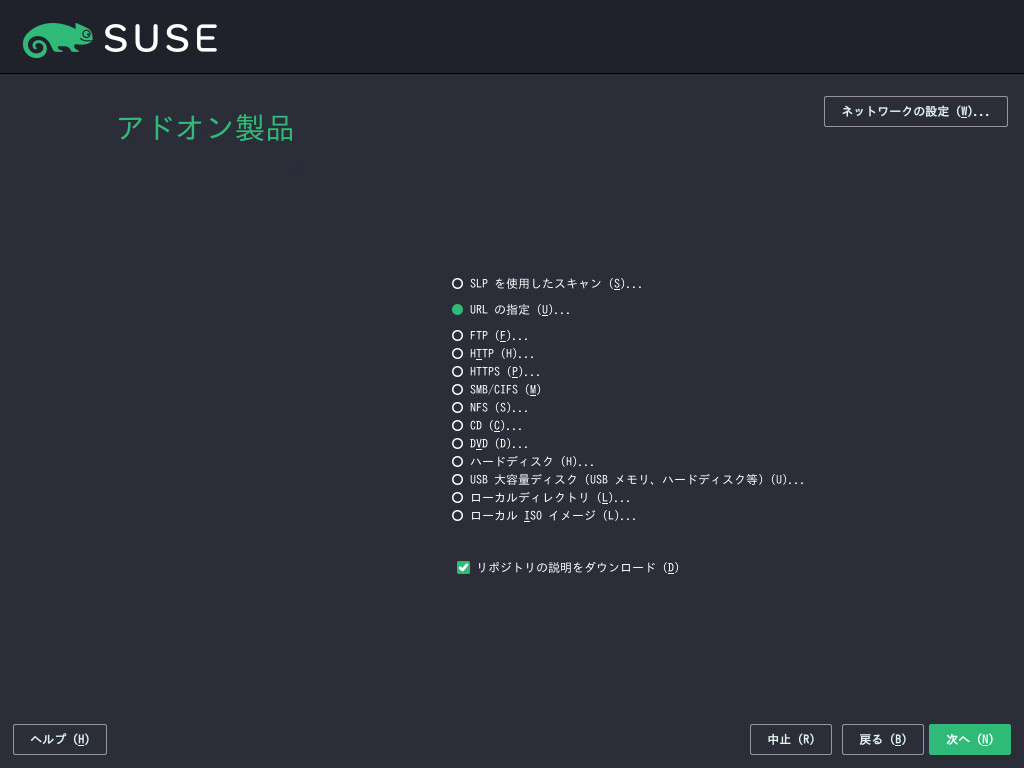 SUSE
アドオン製品
ネットワークの設定 (W)...
SLP を使用したスキャン (S)...
URL の指定 (U)...
FTP (F)...
HTTP (H)...
HTTPS (P)...
SMB/CIFS (M)
NFS (S)...
CD (C)...
DVD (D)...
ハードディスク (H)...
USB 大容量ディスク (USB メモリ、ハードディスク等) (U)...
ローカルディレクトリ (L)...
ローカル ISO イメージ (L)...
リポジトリの説明をダウンロード (D)
ヘルプ (H)
中止 (R)
戻る (B)
次へ (N)